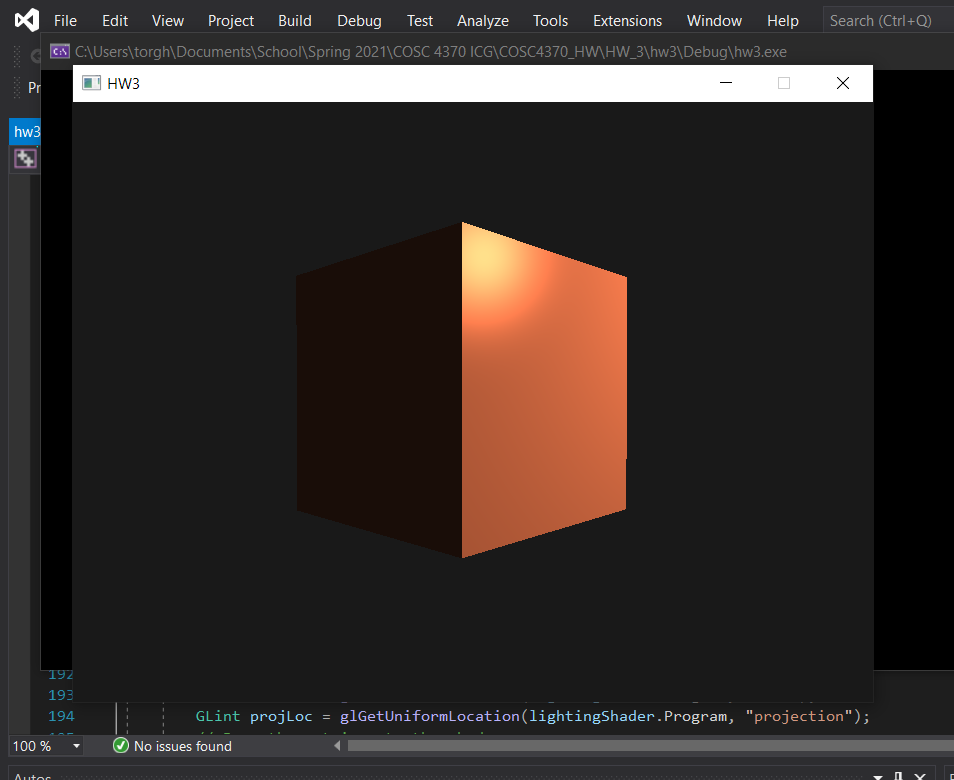 File Edit View Project Build Debug Test Analyze Tools Extensions Window Help Search (Ctrl+Q)
C:\Users\torgh\Documents\School\Spring 2021\COSC 4370 ICG\COSC4370_HW\HW_3\hw3\Debug\hw3.exe
HW3
Pr
hw3
192
193
194 GLint projLoc = glGetUniformLocation(lightingShader.Program, "projection");
100 % No issues found
Autos